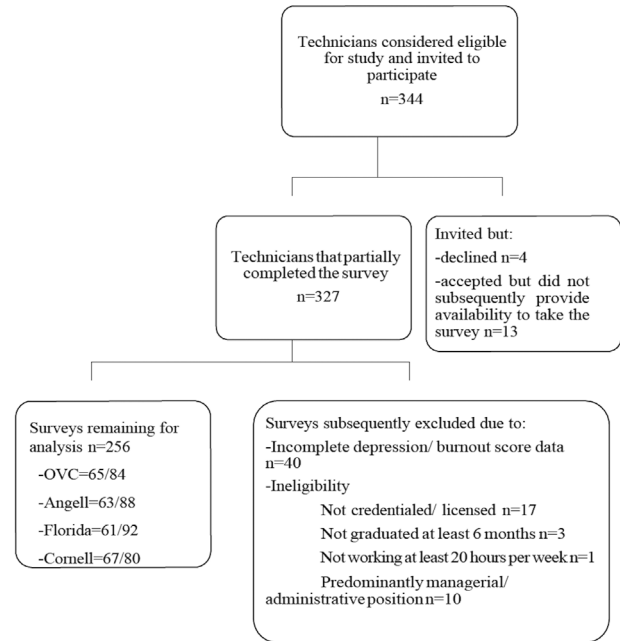 Technicians considered eligible
for study and invited to
participate
n=344
Technicians that partially
completed the survey
n=327
Invited but:
-declined n=4
-accepted but did not
subsequently provide
availability to take the
survey n=13
Surveys remaining for
analysis n=256
-OVC=65/84
-Angell=63/88
-Florida=61/92
-Cornell=67/80
Surveys subsequently excluded due to:
-Incomplete depression/ burnout score data
n=40
-Ineligibility
Not credentialed/ licensed n=17
Not graduated at least 6 months n=3
Not working at least 20 hours per week n=1
Predominantly managerial/
administrative position n=10